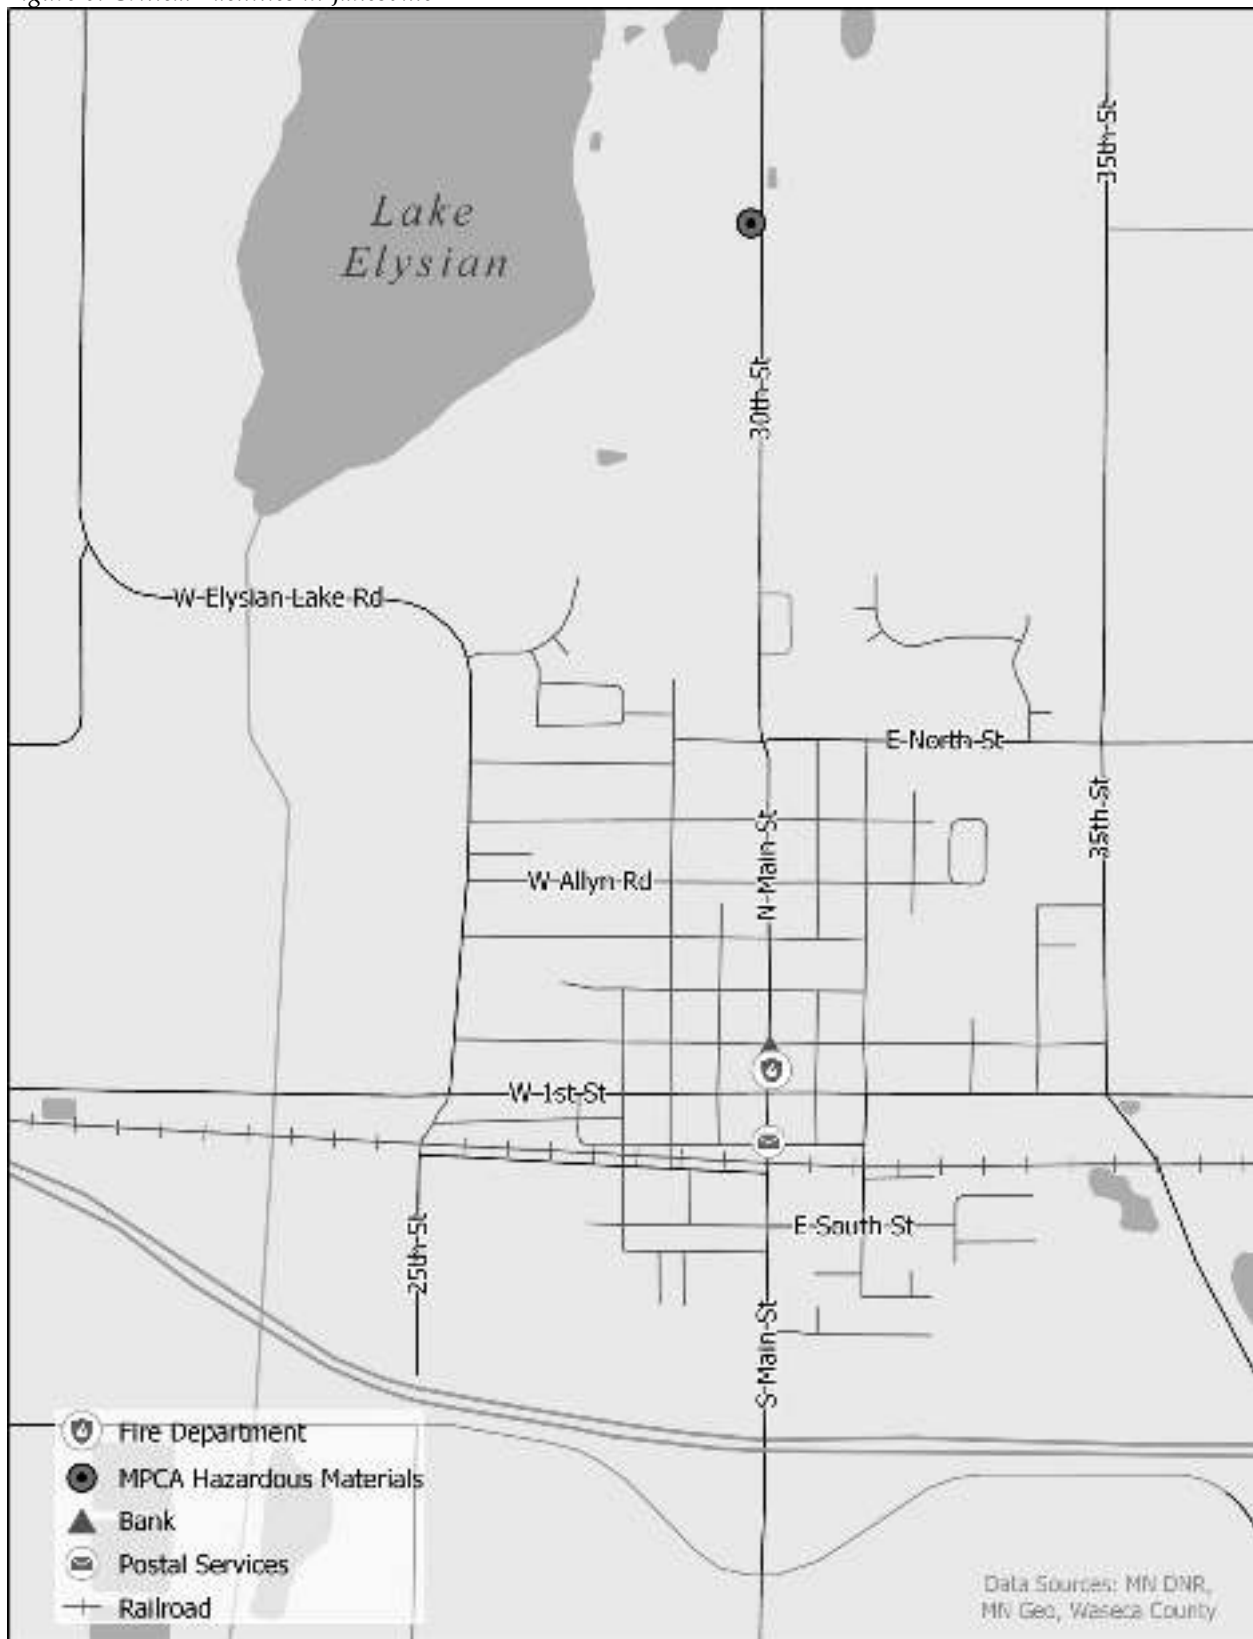 Lake
Elysian
35th St
30th St
W Elysian Lake Rd
E North St
35th St
N Main St
W Allyn Rd
W 1st St
E South St
25th St
S Main St
Fire Department
MPCA Hazardous Materials
Bank
Postal Services
Railroad
Data Sources: MN DNR,
MN Geo, Waseca County